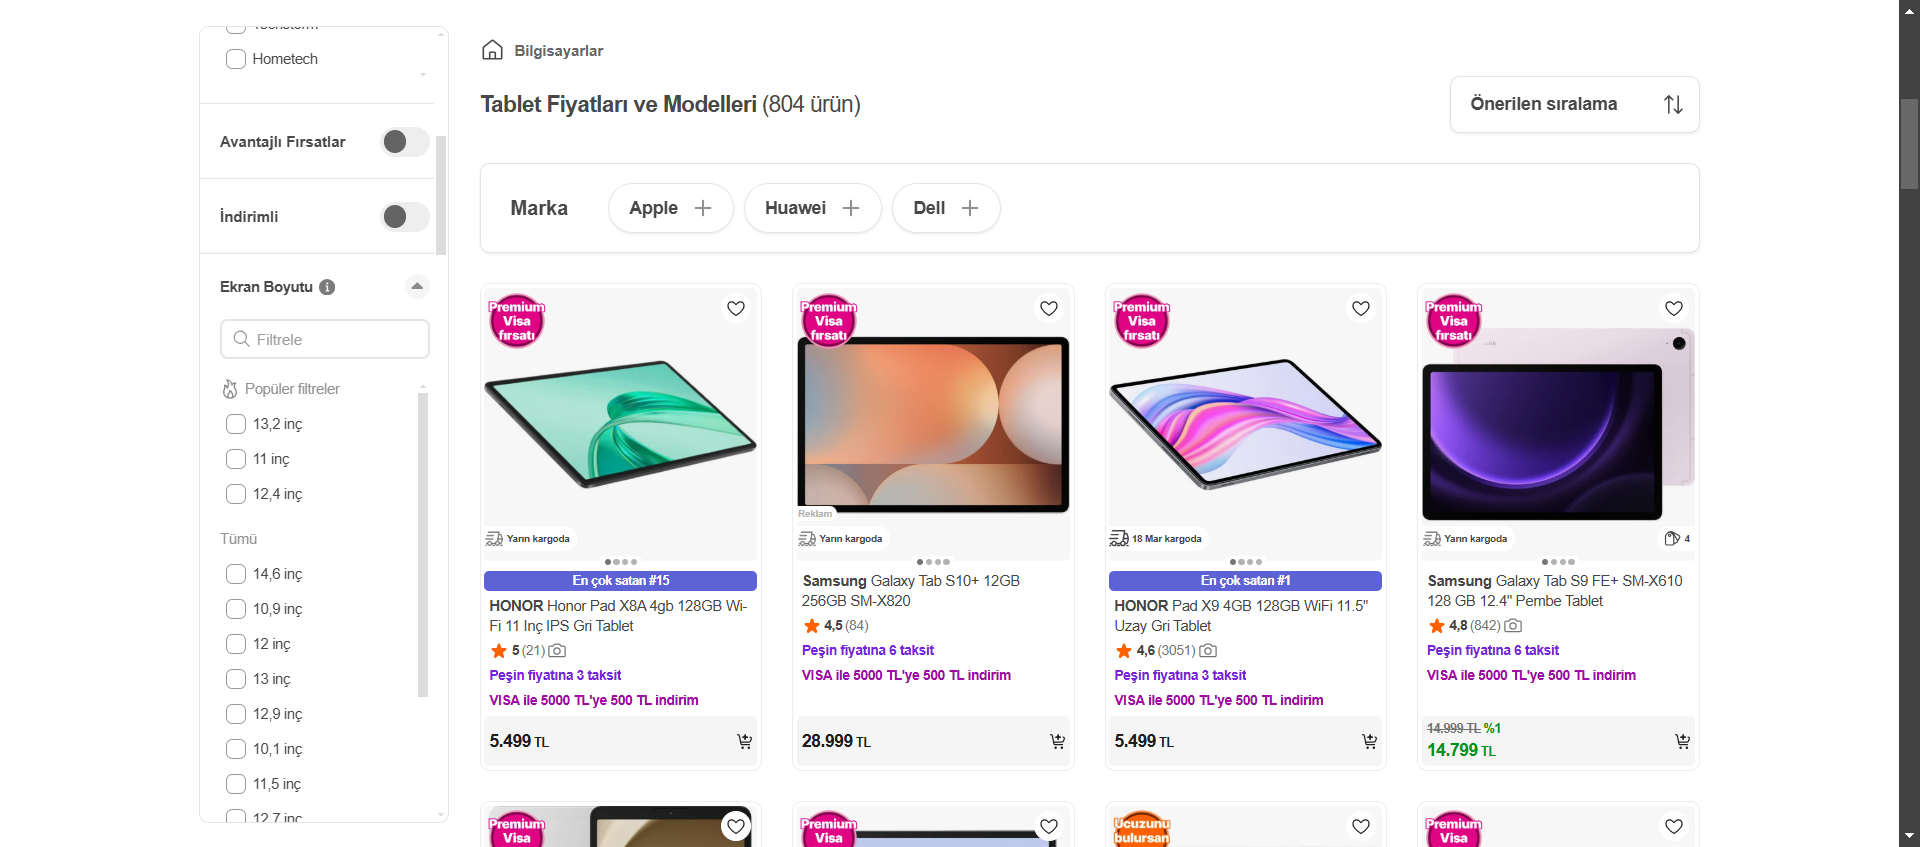 Hometech
Avantajlı Fırsatlar
İndirimli
Ekran Boyutu
Filtrele
Popüler filtreler
13,2 inç
11 inç
12,4 inç
Tümü
14,6 inç
10,9 inç
12 inç
13 inç
12,9 inç
10,1 inç
11,5 inç
12,7 inç
Bilgisayarlar
Tablet Fiyatları ve Modelleri (804 ürün)
Önerilen sıralama
Marka
Apple
Huawei
Dell
Premium
Visa
fırsatı
Yarın kargoda
En çok satan #15
HONOR Honor Pad X8A 4gb 128GB Wi-
Fi 11 Inç IPS Gri Tablet
5 (21)
Peşin fiyatına 3 taksit
VISA ile 5000 TL'ye 500 TL indirim
5.499 TL
Premium
Visa
fırsatı
Reklam
Yarın kargoda
Samsung Galaxy Tab S10+ 12GB
256GB SM-X820
4,5 (84)
Peşin fiyatına 6 taksit
VISA ile 5000 TL'ye 500 TL indirim
28.999 TL
Premium
Visa
fırsatı
18 Mar kargoda
En çok satan #1
HONOR Pad X9 4GB 128GB WiFi 11.5"
Uzay Gri Tablet
4,6 (3051)
Peşin fiyatına 3 taksit
VISA ile 5000 TL'ye 500 TL indirim
5.499 TL
Premium
Visa
fırsatı
Yarın kargoda
4
Samsung Galaxy Tab S9 FE+ SM-X610
128 GB 12.4" Pembe Tablet
4,8 (842)
Peşin fiyatına 6 taksit
VISA ile 5000 TL'ye 500 TL indirim
14.999 TL %1
14.799 TL
Premium
Visa
Premium
Visa
Ucuzunu
bulursan
Premium
Visa